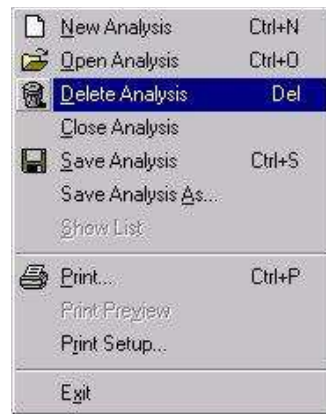 New Analysis Ctrl+N
Open Analysis Ctrl+O
Delete Analysis Del
Close Analysis
Save Analysis Ctrl+S
Save Analysis As...
Show List
Print... Ctrl+P
Print Preview
Print Setup...
Exit